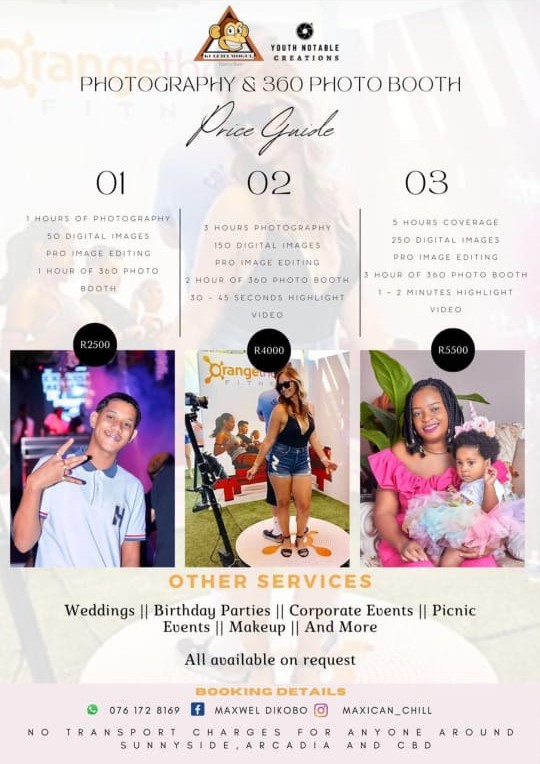 YOUTH NOTABLE
CREATIONS
PHOTOGRAPHY & 360 PHOTO BOOTH
Price Guide
01
1 HOURS OF PHOTOGRAPHY
50 DIGITAL IMAGES
PRO IMAGE EDITING
1 HOUR OF 360 PHOTO
BOOTH
R2500
02
3 HOURS PHOTOGRAPHY
150 DIGITAL IMAGES
PRO IMAGE EDITING
2 HOUR OF 360 PHOTO BOOTH
30 - 45 SECONDS HIGHLIGHT
VIDEO
R4000
03
5 HOURS COVERAGE
250 DIGITAL IMAGES
PRO IMAGE EDITING
3 HOUR OF 360 PHOTO BOOTH
1 - 2 MINUTES HIGHLIGHT
VIDEO
R5500
Oranget
FITN
OTHER SERVICES
Weddings || Birthday Parties || Corporate Events || Picnic
Events || Makeup || And More
All available on request
BOOKING DETAILS
076 172 8169 MAXWEL DIKOBO MAXICAN_CHILL
NO TRANSPORT CHARGES FOR ANYONE AROUND
SUNNYSIDE,ARCADIA AND CBD